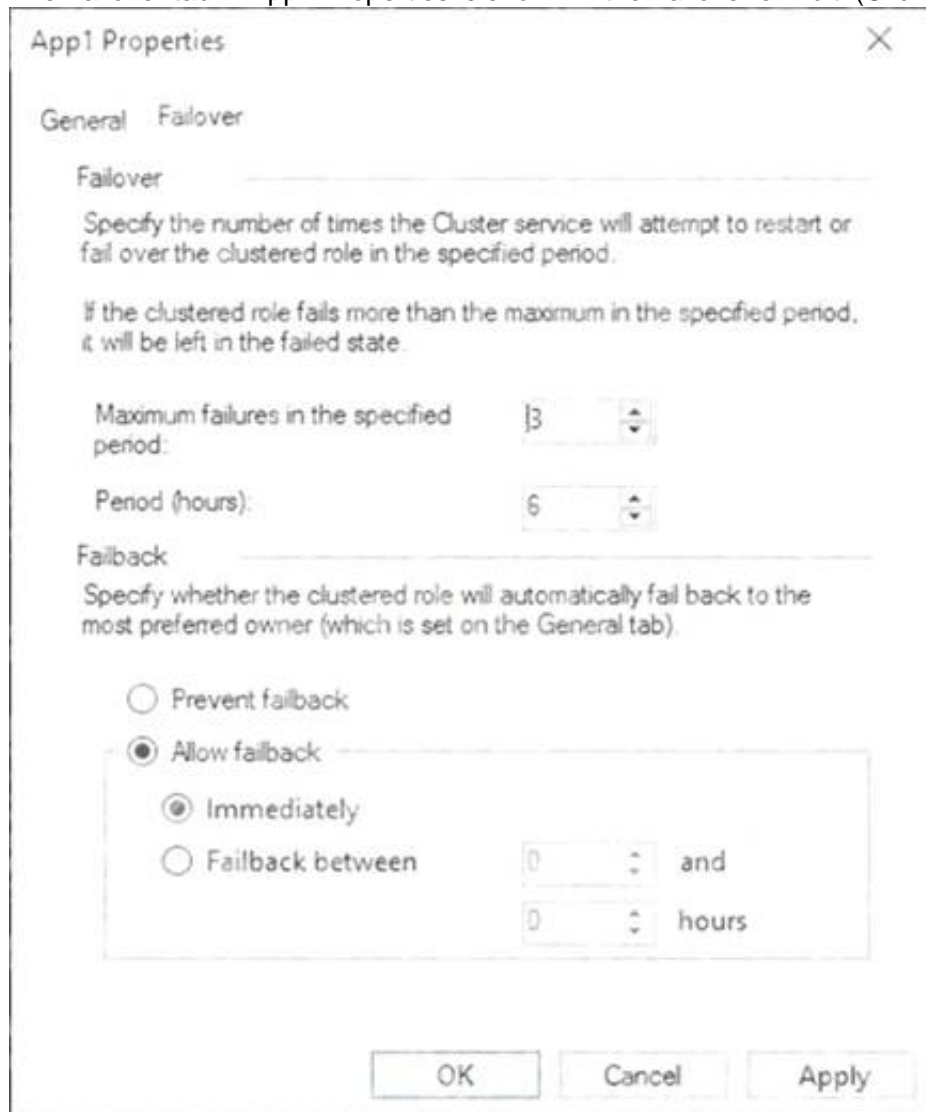 App1 Properties
General Failover
Failover
Specify the number of times the Cluster service will attempt to restart or
fail over the clustered role in the specified period.
If the clustered role fails more than the maximum in the specified period,
it will be left in the failed state.
Maximum failures in the specified
period:
3
Period (hours):
6
Failback
Specify whether the clustered role will automatically fail back to the
most preferred owner (which is set on the General tab).
Prevent failback
Allow failback
Immediately
Failback between 0 and
0 hours
OK Cancel Apply